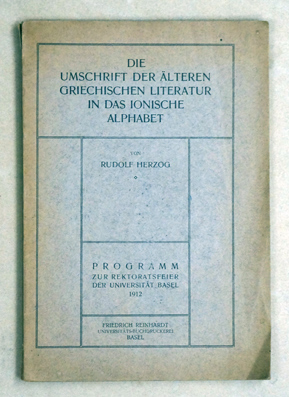 DIE
UMSCHRIFT DER ÄLTEREN
GRIECHISCHEN LITERATUR
IN DAS IONISCHE
ALPHABET
VON
RUDOLF HERZOG
PROGRAMM
ZUR REKTORATSFEIER
DER UNIVERSITÄT BASEL
1912
FRIEDRICH REINHARDT
UNIVERSITÄTS-BUCHDRUCKEREI
BASEL